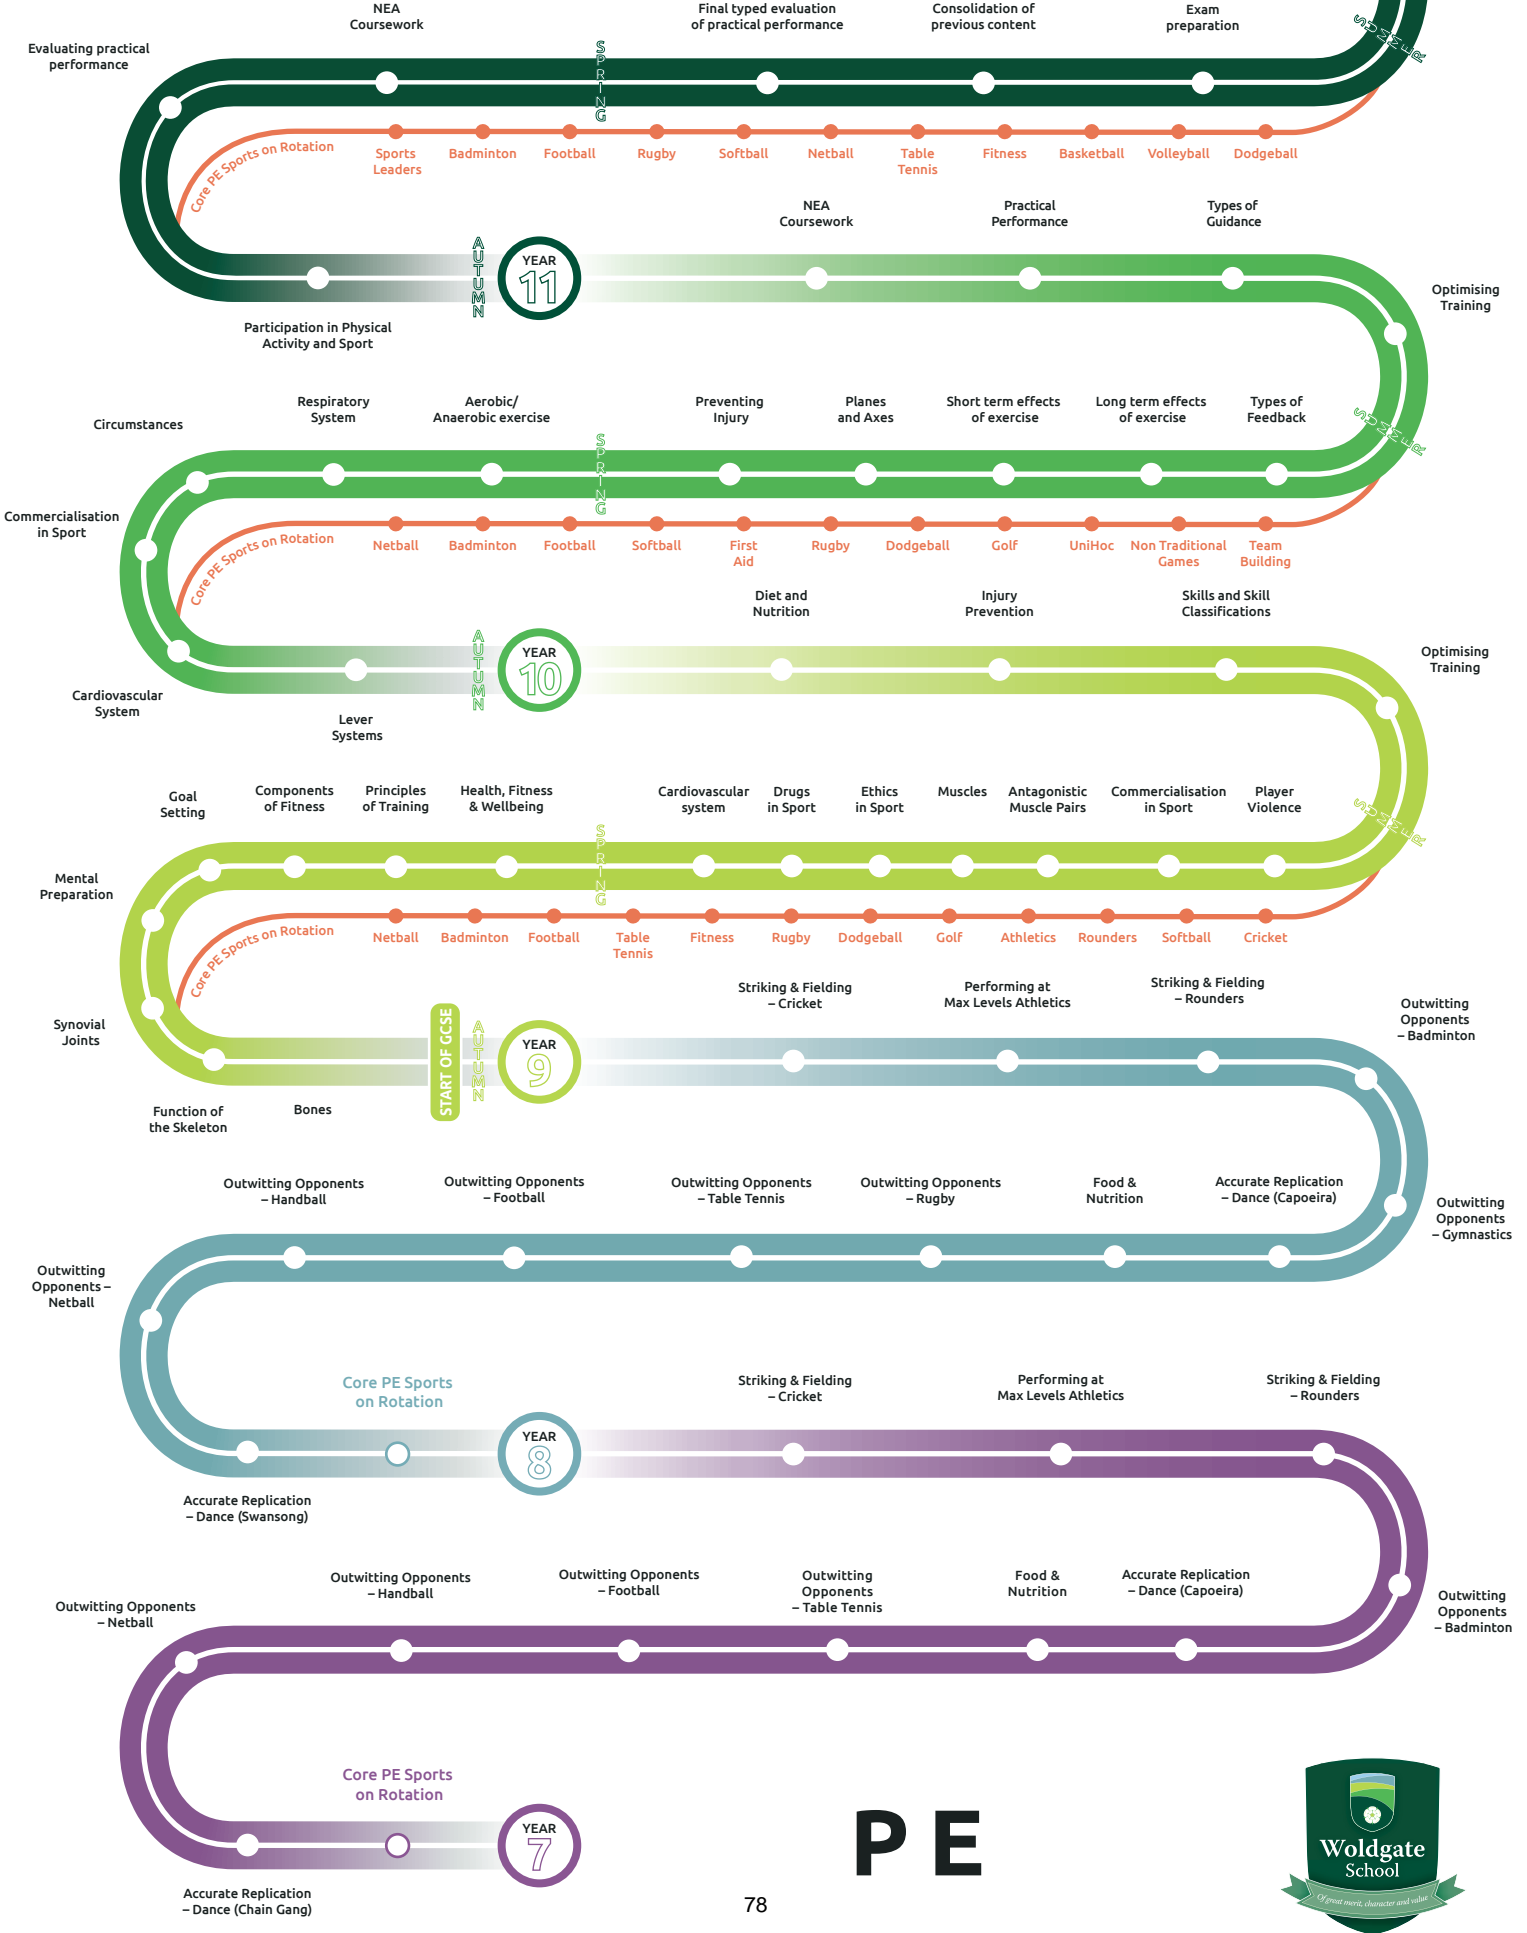 NEA
Coursework
Final typed evaluation
of practical performance
Consolidation of
previous content
Exam
preparation
SUMMER
Evaluating practical
performance
SPRING
Core PE Sports on Rotation
Sports
Leaders
Badminton
Football
Rugby
Softball
Netball
Table
Tennis
Fitness
Basketball
Volleyball
Dodgeball
NEA
Coursework
Practical
Performance
Types of
Guidance
AUTUMN
YEAR
11
Optimising
Training
Participation in Physical
Activity and Sport
Circumstances
Respiratory
System
Aerobic/
Anaerobic exercise
Preventing
Injury
Planes
and Axes
Short term effects
of exercise
Long term effects
of exercise
Types of
Feedback
SUMMER
SPRING
Commercialisation
in Sport
Core PE Sports on Rotation
Netball
Badminton
Football
Softball
First
Aid
Rugby
Dodgeball
Golf
UniHoc
Non Traditional
Games
Team
Building
Diet and
Nutrition
Injury
Prevention
Skills and Skill
Classifications
AUTUMN
YEAR
10
Optimising
Training
Cardiovascular
System
Lever
Systems
Goal
Setting
Components
of Fitness
Principles
of Training
Health, Fitness
& Wellbeing
Cardiovascular
system
Drugs
in Sport
Ethics
in Sport
Muscles
Antagonistic
Muscle Pairs
Commercialisation
in Sport
Player
Violence
SUMMER
SPRING
Mental
Preparation
Core PE Sports on Rotation
Netball
Badminton
Football
Table
Tennis
Fitness
Rugby
Dodgeball
Golf
Athletics
Rounders
Softball
Cricket
Striking & Fielding
– Cricket
Performing at
Max Levels Athletics
Striking & Fielding
– Rounders
Outwitting
Opponents
– Badminton
Synovial
Joints
START OF GCSE
AUTUMN
YEAR
9
Function of
the Skeleton
Bones
Outwitting Opponents
– Handball
Outwitting Opponents
– Football
Outwitting Opponents
– Table Tennis
Outwitting Opponents
– Rugby
Food &
Nutrition
Accurate Replication
– Dance (Capoeira)
Outwitting
Opponents
– Gymnastics
Outwitting
Opponents –
Netball
Core PE Sports
on Rotation
Striking & Fielding
– Cricket
Performing at
Max Levels Athletics
Striking & Fielding
– Rounders
YEAR
8
Accurate Replication
– Dance (Swansong)
Outwitting Opponents
– Netball
Outwitting Opponents
– Handball
Outwitting Opponents
– Football
Outwitting
Opponents
– Table Tennis
Food &
Nutrition
Accurate Replication
– Dance (Capoeira)
Outwitting
Opponents
– Badminton
Core PE Sports
on Rotation
YEAR
7
Accurate Replication
– Dance (Chain Gang)
PE
78
Woldgate
School
Of great merit, character and value